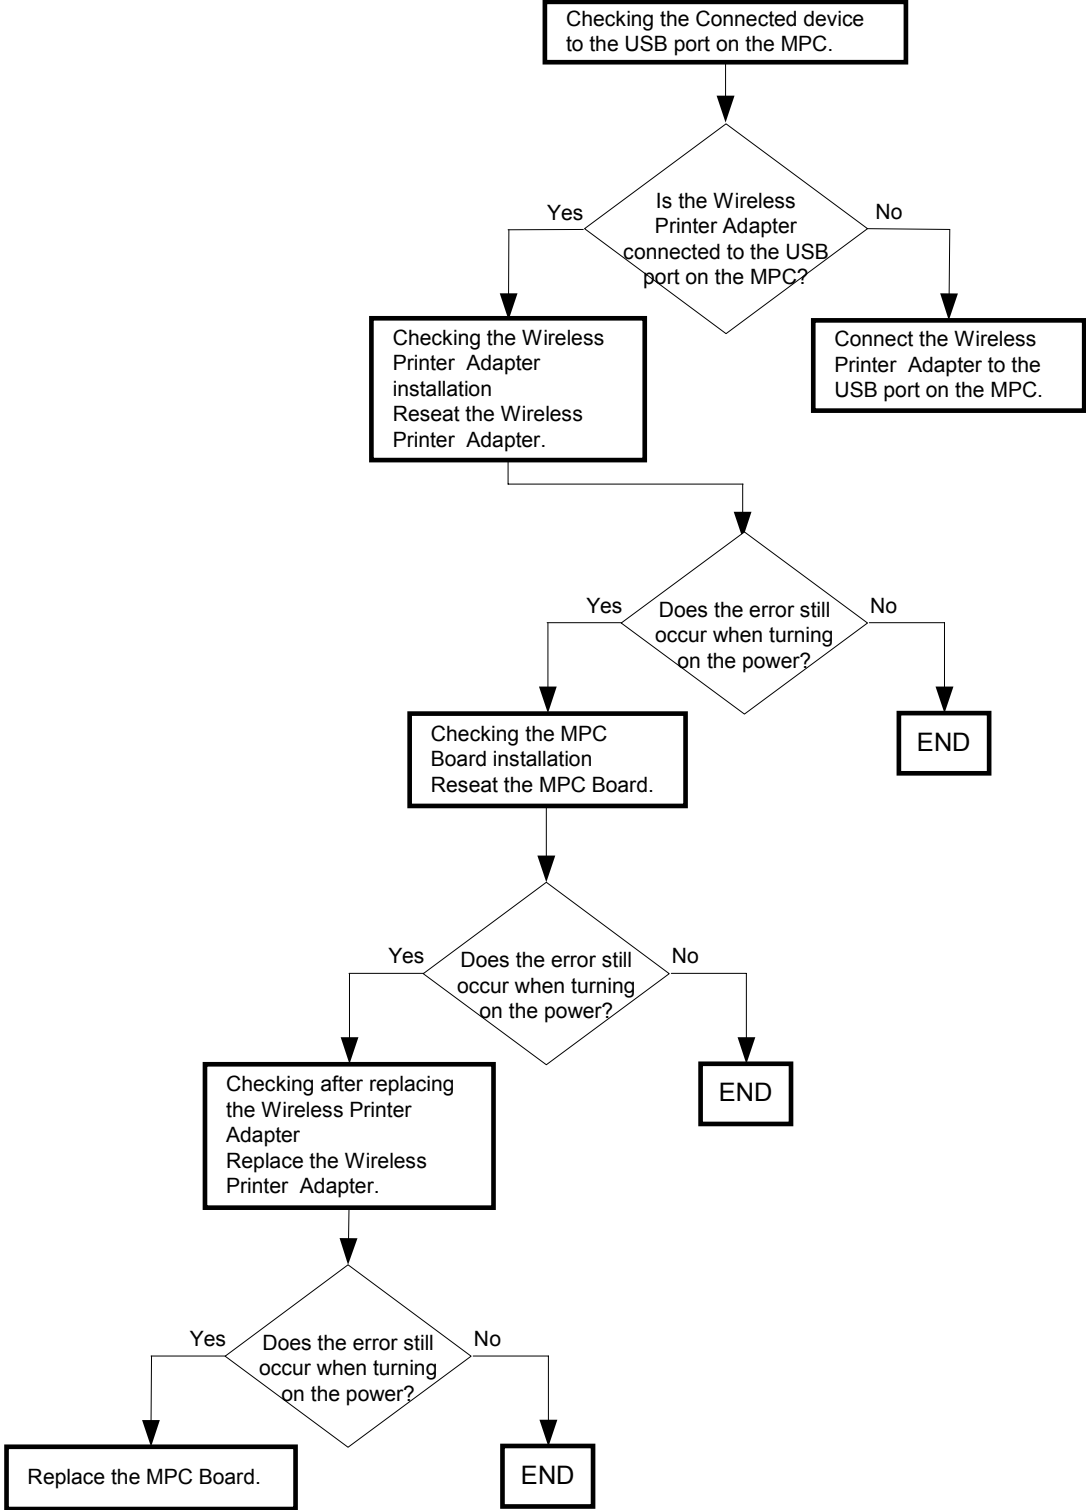 Checking the Connected device
to the USB port on the MPC.
Is the Wireless
Printer Adapter
connected to the USB
port on the MPC?
Yes
No
Checking the Wireless
Printer Adapter
installation
Reseat the Wireless
Printer Adapter.
Connect the Wireless
Printer Adapter to the
USB port on the MPC.
Does the error still
occur when turning
on the power?
Yes
No
Checking the MPC
Board installation
Reseat the MPC Board.
END
Does the error still
occur when turning
on the power?
Yes
No
Checking after replacing
the Wireless Printer
Adapter
Replace the Wireless
Printer Adapter.
END
Does the error still
occur when turning
on the power?
Yes
No
Replace the MPC Board.
END